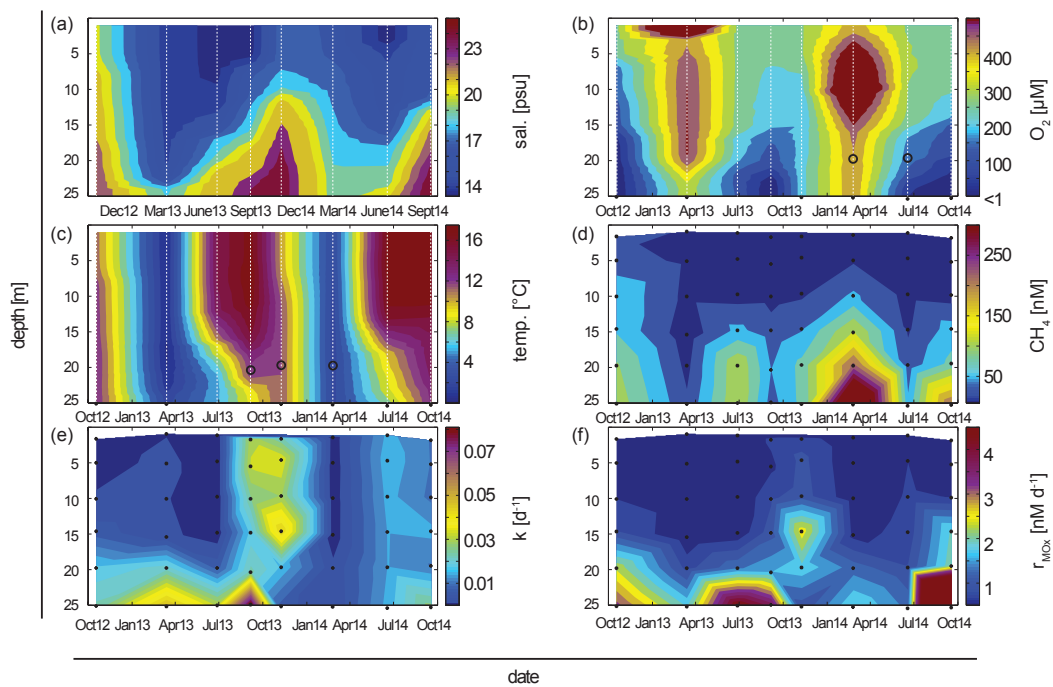 (a)
5
10
15
20
25
Dec12 Mar13 June13 Sept13 Dec14 Mar14 June14 Sept14
23
20
17
14
sal. [psu]
(b)
5
10
15
20
25
Oct12 Jan13 Apr13 Jul13 Oct13 Jan14 Apr14 Jul14 Oct14
400
300
200
100
<1
O2 [µM]
(c)
5
10
15
20
25
Oct12 Jan13 Apr13 Jul13 Oct13 Jan14 Apr14 Jul14 Oct14
16
12
8
4
temp. [°C]
(d)
5
10
15
20
25
Oct12 Jan13 Apr13 Jul13 Oct13 Jan14 Apr14 Jul14 Oct14
250
150
100
50
CH4 [nM]
(e)
5
10
15
20
25
Oct12 Jan13 Apr13 Jul13 Oct13 Jan14 Apr14 Jul14 Oct14
0.07
0.05
0.03
0.01
k [d-1]
(f)
5
10
15
20
25
Oct12 Jan13 Apr13 Jul13 Oct13 Jan14 Apr14 Jul14 Oct14
4
3
2
1
rMOx [nM d-1]
depth [m]
date